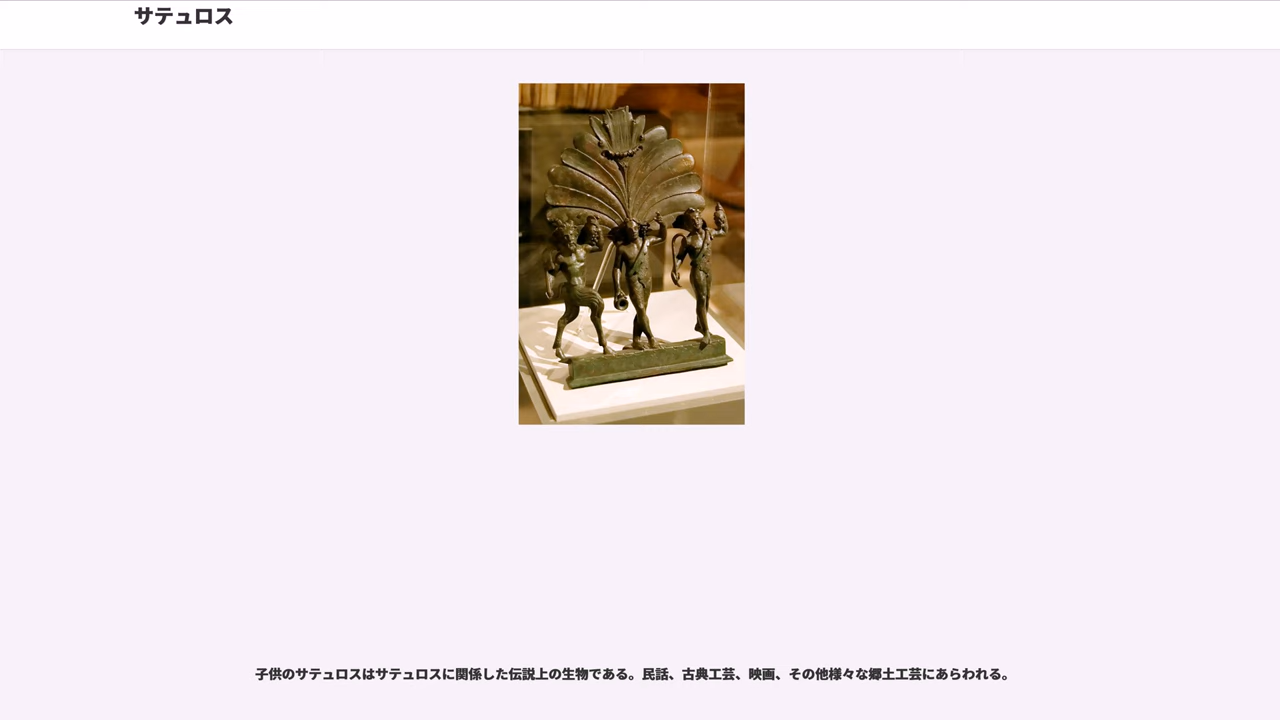 サテュロス
子供のサテュロスはサテュロスに関係した伝説上の生物である。民話、古典工芸、映画、その他様々な郷土工芸にあらわれる。